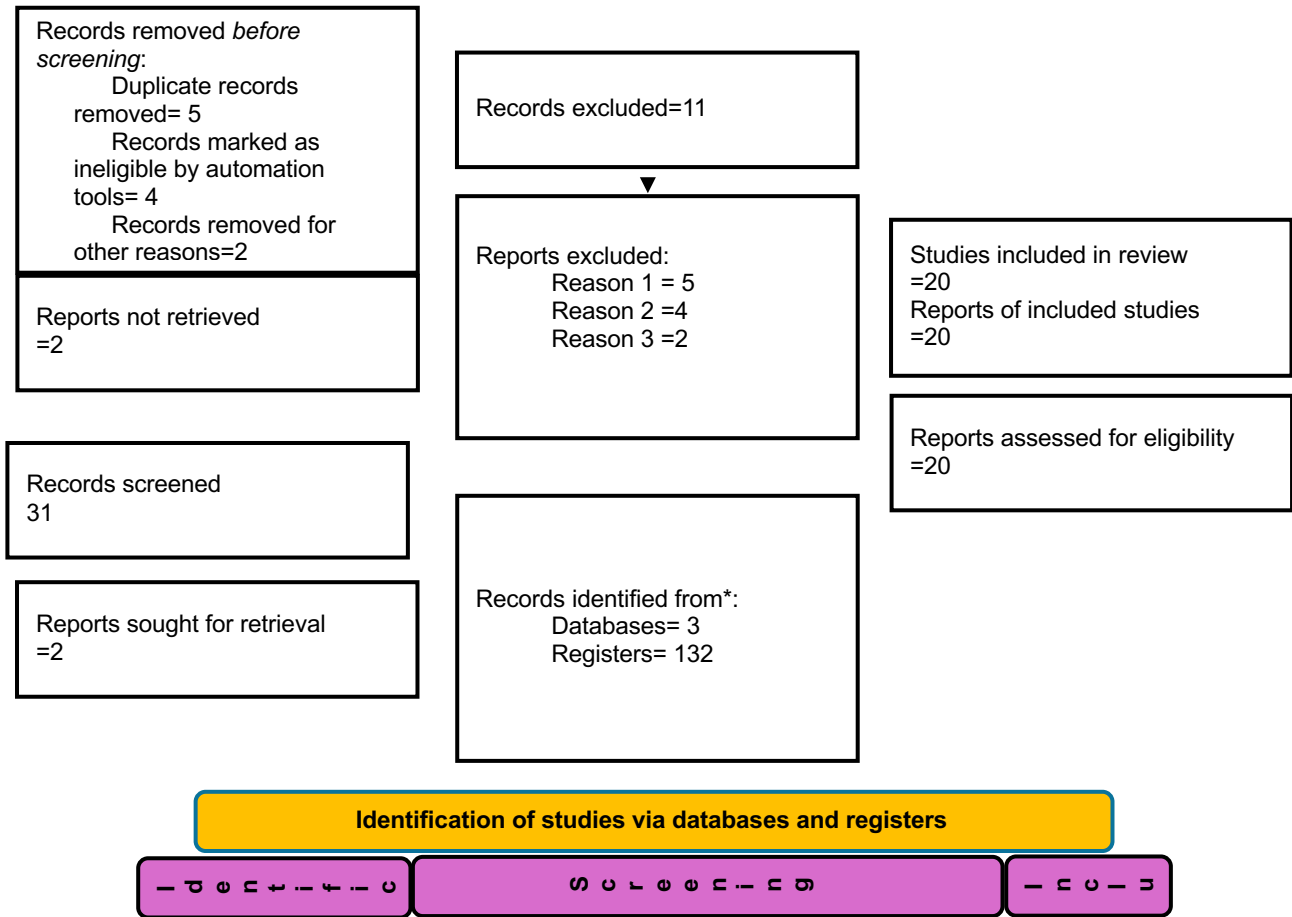 Records removed before
screening:
Duplicate records
removed= 5
Records marked as
ineligible by automation
tools= 4
Records removed for
other reasons=2
Reports not retrieved
=2
Records screened
31
Reports sought for retrieval
=2
Records excluded=11
Reports excluded:
Reason 1 = 5
Reason 2 =4
Reason 3 =2
Records identified from*:
Databases= 3
Registers= 132
Studies included in review
=20
Reports of included studies
=20
Reports assessed for eligibility
=20
Identification of studies via databases and registers
Identific
Screening
Inclu